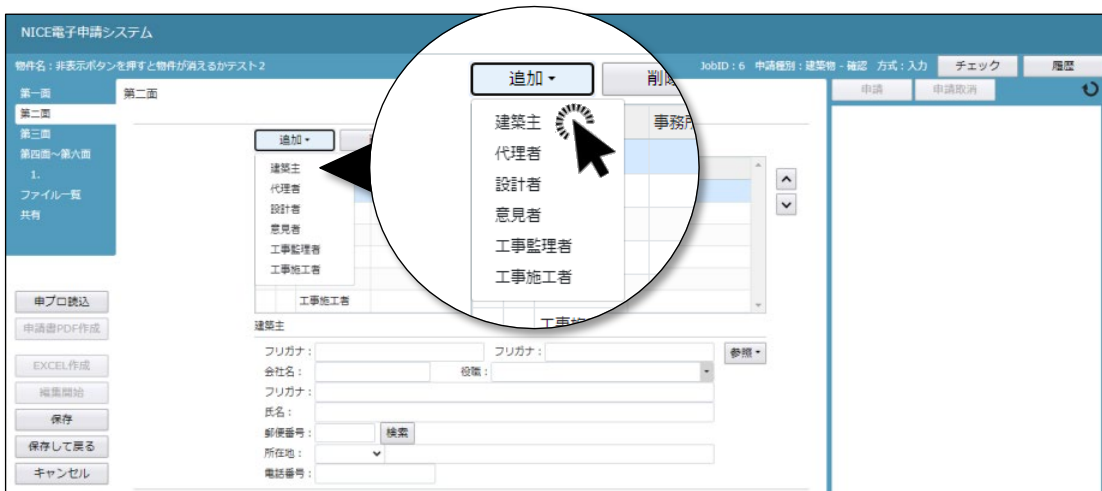 NICE電子申請システム
物件名：非表示ボタンを押すと物件が消えるかテスト2
JobID：6 申請種別：建築物 - 確認 方式：入力 チェック 履歴
申請 申請取消
第一面
第二面
第三面
第四面～第六面
1.
ファイル一覧
共有
第二面
追加
建築主
代理者
設計者
意見者
工事監理者
工事施工者
工事施工者
追加
建築主
代理者
設計者
意見者
工事監理者
工事施工者
建築主
フリガナ： フリガナ： 参照
会社名： 役職：
フリガナ：
氏名：
郵便番号： 検索
所在地：
電話番号：
申プロ読込
申請書PDF作成
EXCEL作成
編集開始
保存
保存して戻る
キャンセル